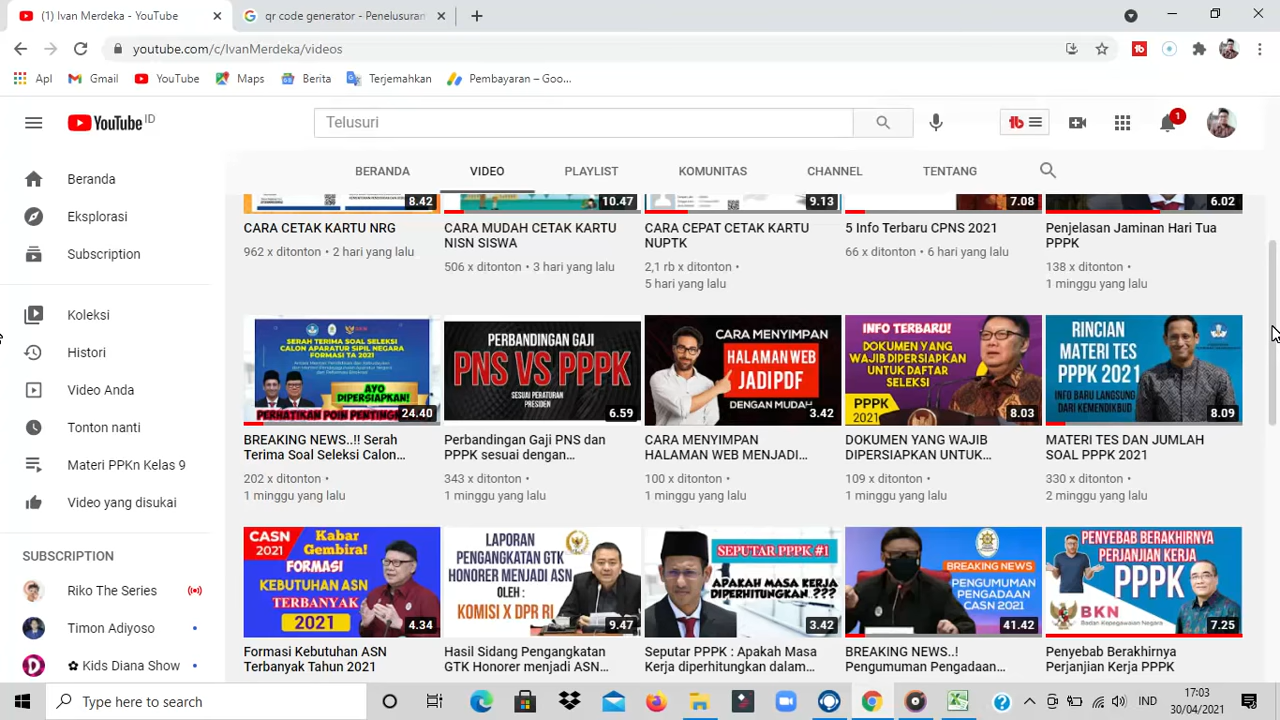 (1) Ivan Merdeka - YouTube
qr code generator - Penelusuran
youtube.com/c/IvanMerdeka/videos
Apl Gmail YouTube Maps Berita Terjemahkan Pembayaran – Goo...
YouTube ID
Telusuri
tb
1
BERANDA VIDEO PLAYLIST KOMUNITAS CHANNEL TENTANG
Beranda
Eksplorasi
Subscription
Koleksi
Histori
Video Anda
Tonton nanti
Materi PPKn Kelas 9
Video yang disukai
SUBSCRIPTION
Riko The Series
Timon Adiyoso
✿ Kids Diana Show
8.42
CARA CETAK KARTU NRG
962 x ditonton • 2 hari yang lalu
10.47
CARA MUDAH CETAK KARTU
NISN SISWA
506 x ditonton • 3 hari yang lalu
9.13
CARA CEPAT CETAK KARTU
NUPTK
2,1 rb x ditonton •
5 hari yang lalu
7.08
5 Info Terbaru CPNS 2021
66 x ditonton • 6 hari yang lalu
6.02
Penjelasan Jaminan Hari Tua
PPPK
138 x ditonton •
1 minggu yang lalu
SERAH TERIMA SOAL SELEKSI
CALON APARATUR SIPIL NEGARA
FORMASI TA 2021
AYO
DIPERSIAPKAN!
PERHATIKAN POIN PENTING
24.40
BREAKING NEWS..!! Serah
Terima Soal Seleksi Calon...
202 x ditonton •
1 minggu yang lalu
PERBANDINGAN GAJI
PNS VS PPPK
SESUAI PERATURAN
PRESIDEN
6.59
Perbandingan Gaji PNS dan
PPPK sesuai dengan...
343 x ditonton •
1 minggu yang lalu
CARA MENYIMPAN
HALAMAN WEB
JADI PDF
DENGAN MUDAH
3.42
CARA MENYIMPAN
HALAMAN WEB MENJADI...
100 x ditonton •
1 minggu yang lalu
INFO TERBARU!
DOKUMEN YANG
WAJIB DIPERSIAPKAN
UNTUK DAFTAR
SELEKSI
PPPK
2021
8.03
DOKUMEN YANG WAJIB
DIPERSIAPKAN UNTUK...
109 x ditonton •
1 minggu yang lalu
RINCIAN
MATERI TES
PPPK 2021
INFO BARU LANGSUNG
DARI KEMENDIKBUD
8.09
MATERI TES DAN JUMLAH
SOAL PPPK 2021
330 x ditonton •
2 minggu yang lalu
CASN
2021
Kabar
Gembira!
FORMASI
KEBUTUHAN ASN
TERBANYAK
2021
4.34
Formasi Kebutuhan ASN
Terbanyak Tahun 2021
LAPORAN
PENGANGKATAN GTK
HONORER MENJADI ASN
OLEH :
KOMISI X DPR RI
9.47
Hasil Sidang Pengangkatan
GTK Honorer menjadi ASN...
SEPUTAR PPPK #1
APAKAH MASA KERJA
DIPERHITUNGKAN ???
3.42
Seputar PPPK : Apakah Masa
Kerja diperhitungkan dalam...
BREAKING NEWS
PENGUMUMAN
PENGADAAN
CASN 2021
41.42
BREAKING NEWS..!
Pengumuman Pengadaan...
PENYEBAB BERAKHIRNYA
PERJANJIAN KERJA
PPPK
BKN
Badan Kepegawaian Negara
7.25
Penyebab Berakhirnya
Perjanjian Kerja PPPK
Type here to search
IND
17:03
30/04/2021